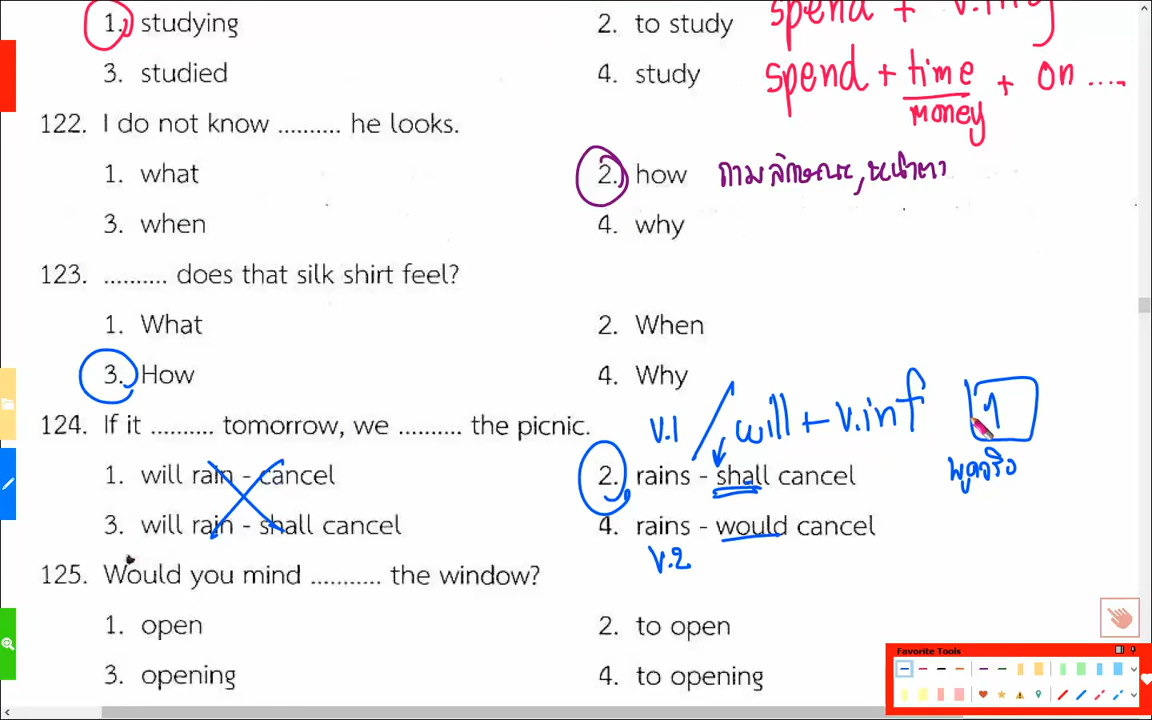 1. studying 2. to study spend + v.ing
3. studied 4. study spend + time + on ....
money
122. I do not know .......... he looks.
1. what 2. how ถามลักษณะ, หน้าตา
3. when 4. why
123. .......... does that silk shirt feel?
1. What 2. When
3. How 4. Why
124. If it .......... tomorrow, we .......... the picnic. v.1 will + v.inf 1
1. will rain - cancel 2. rains - shall cancel พูดจริง
3. will rain - shall cancel 4. rains - would cancel
v.2
125. Would you mind ........... the window?
1. open 2. to open
3. opening 4. to opening
Favorite Tools